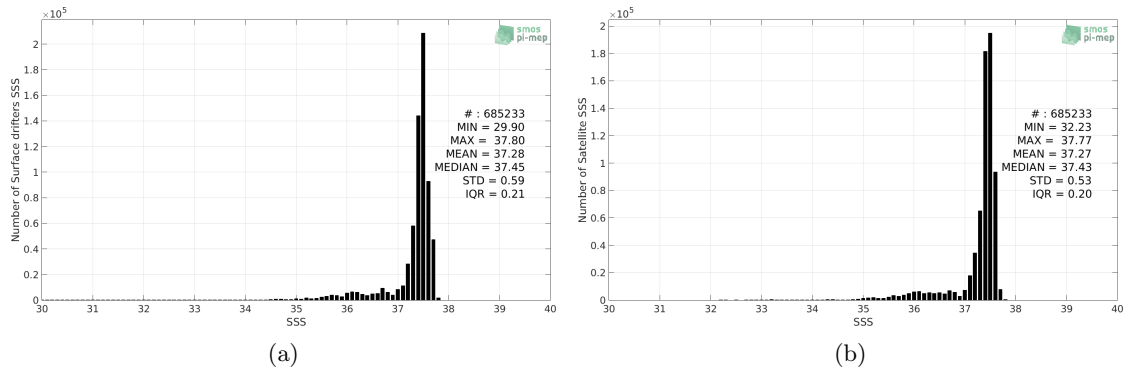 ×10⁵
smos
pi-mep
Number of Surface drifters SSS
2
1.8
1.6
1.4
1.2
1
0.8
0.6
0.4
0.2
0
# : 685233
MIN = 29.90
MAX = 37.80
MEAN = 37.28
MEDIAN = 37.45
STD = 0.59
IQR = 0.21
30 31 32 33 34 35 36 37 38 39 40
SSS
(a)
×10⁵
smos
pi-mep
Number of Satellite SSS
2
1.8
1.6
1.4
1.2
1
0.8
0.6
0.4
0.2
0
# : 685233
MIN = 32.23
MAX = 37.77
MEAN = 37.27
MEDIAN = 37.43
STD = 0.53
IQR = 0.20
30 31 32 33 34 35 36 37 38 39 40
SSS
(b)